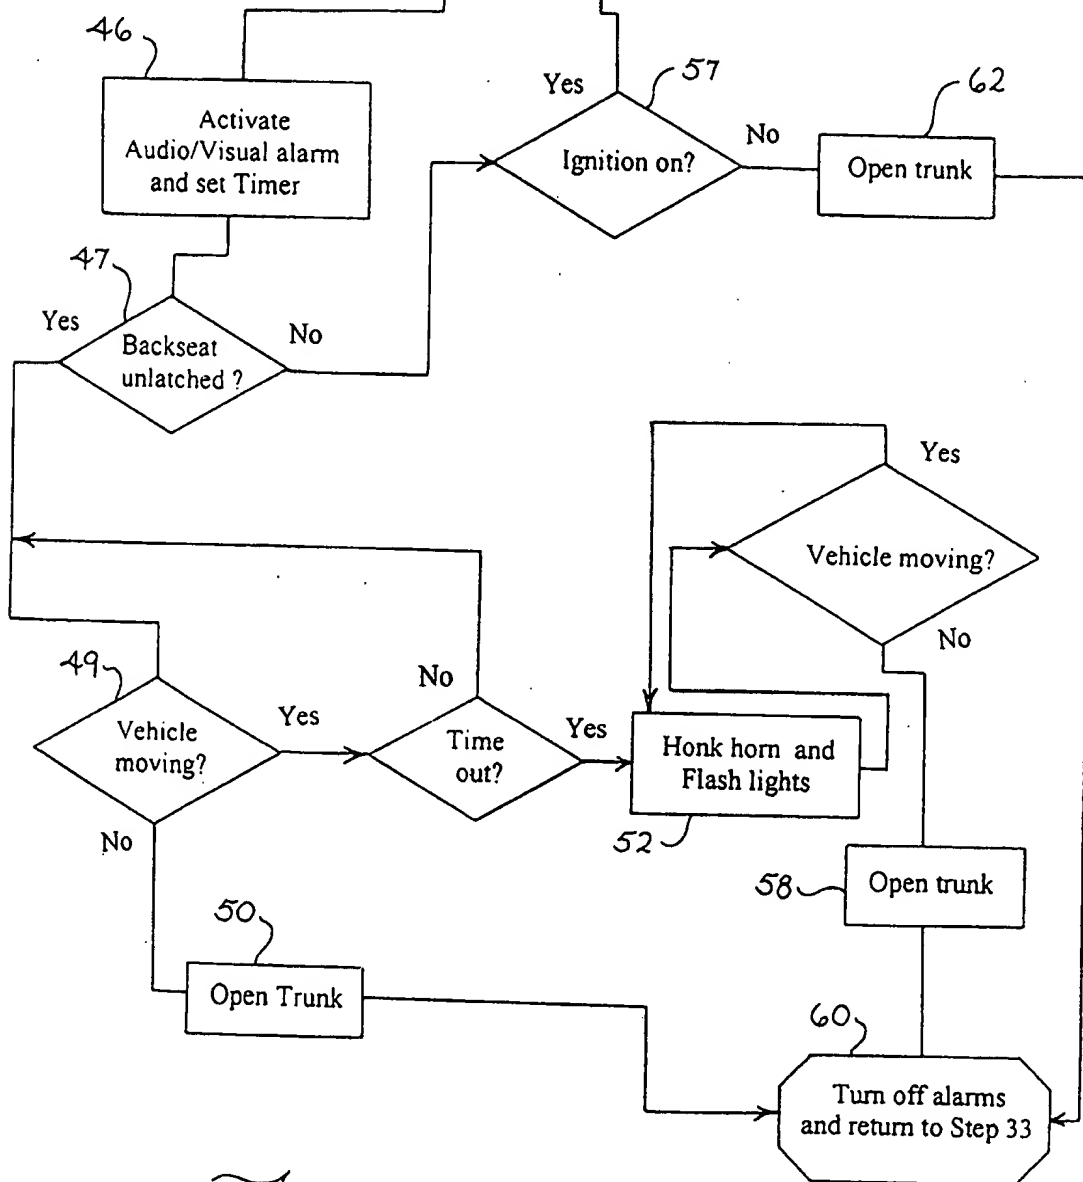 46
Activate
Audio/Visual alarm
and set Timer
Yes
57
Ignition on?
No
62
Open trunk
47
Yes
Backseat
unlatched ?
No
Yes
Vehicle moving?
No
49
Vehicle
moving?
Yes
No
No
Time
out?
Yes
Honk horn and
Flash lights
52
58
Open trunk
50
Open Trunk
60
Turn off alarms
and return to Step 33